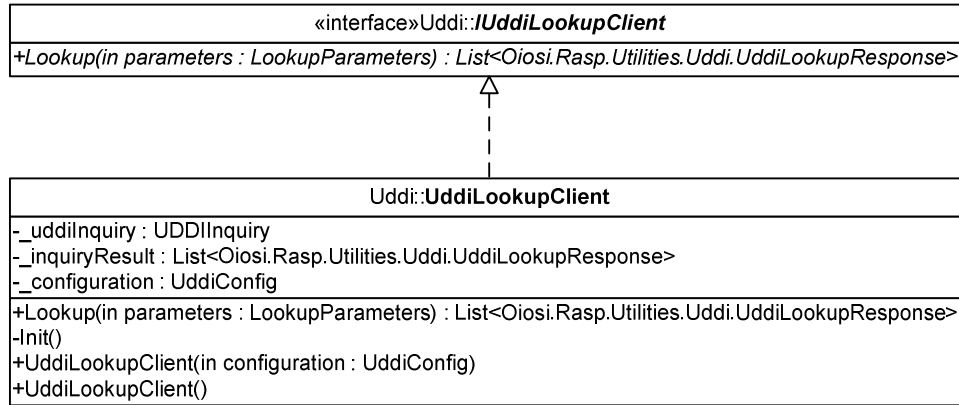 «interface»Uddi::IUddiLookupClient
+Lookup(in parameters : LookupParameters) : List<Oiosi.Rasp.Utilities.Uddi.UddiLookupResponse>
Uddi::UddiLookupClient
-_uddiInquiry : UDDIInquiry
-_inquiryResult : List<Oiosi.Rasp.Utilities.Uddi.UddiLookupResponse>
-_configuration : UddiConfig
+Lookup(in parameters : LookupParameters) : List<Oiosi.Rasp.Utilities.Uddi.UddiLookupResponse>
-Init()
+UddiLookupClient(in configuration : UddiConfig)
+UddiLookupClient()